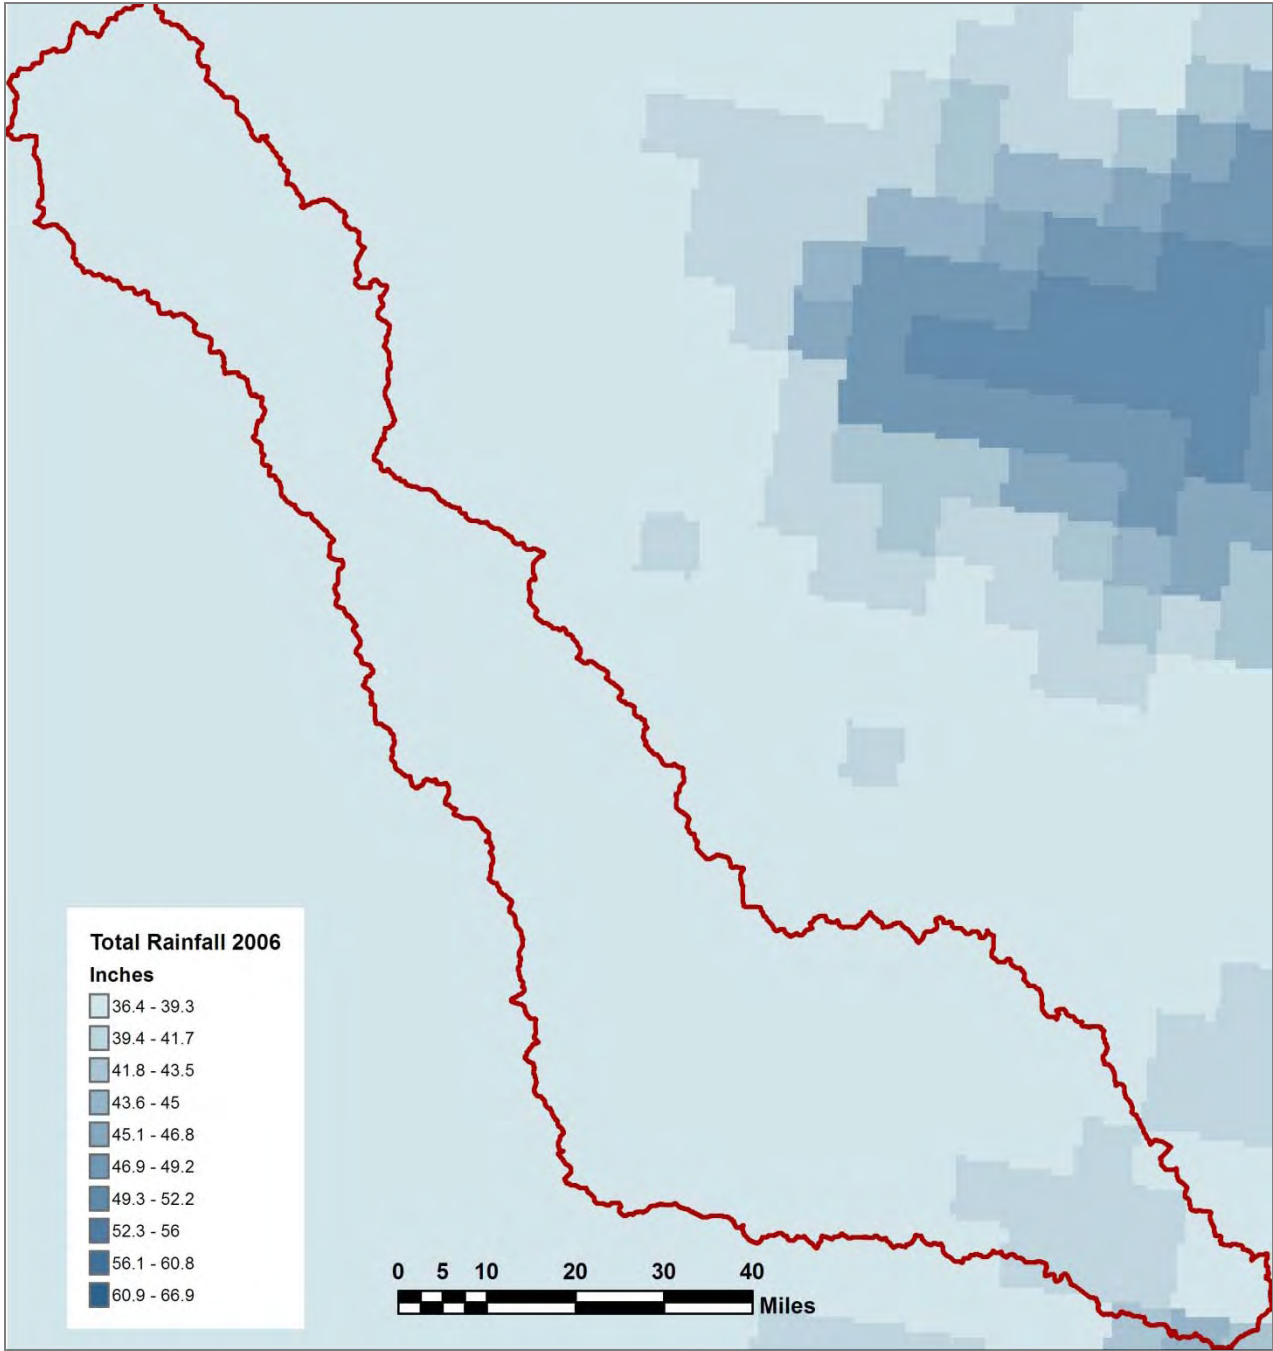 Total Rainfall 2006
Inches
36.4 - 39.3
39.4 - 41.7
41.8 - 43.5
43.6 - 45
45.1 - 46.8
46.9 - 49.2
49.3 - 52.2
52.3 - 56
56.1 - 60.8
60.9 - 66.9
0 5 10 20 30 40
Miles